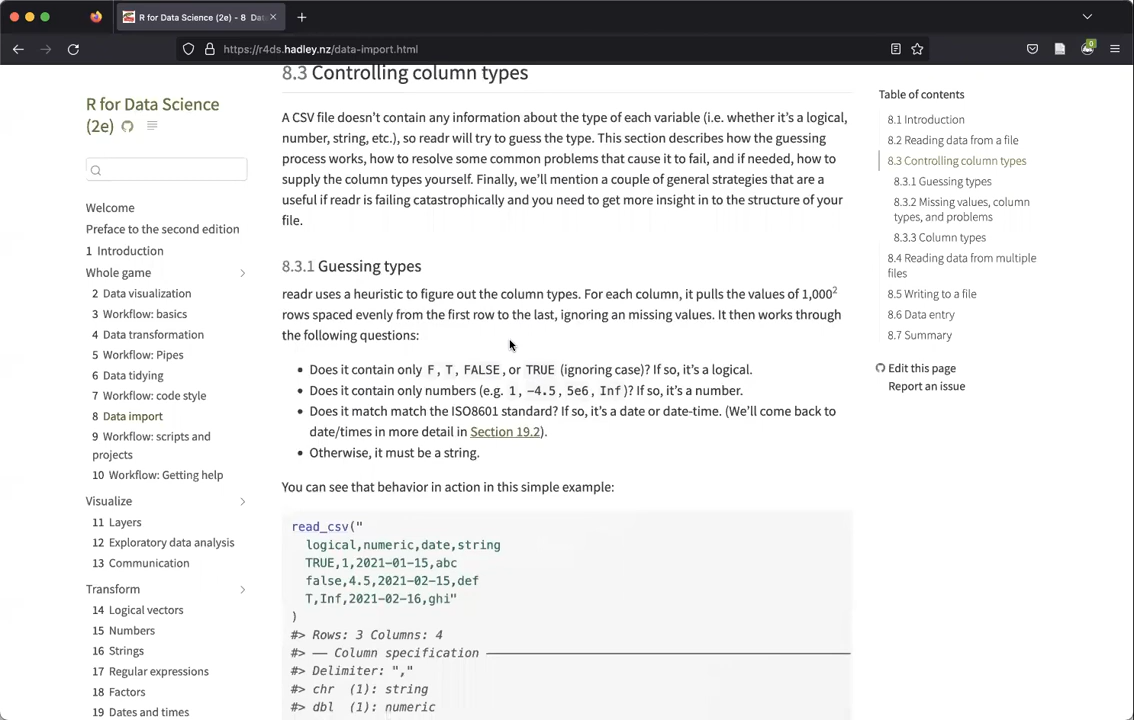 R for Data Science (2e) - 8 Dat
https://r4ds.hadley.nz/data-import.html
0
R for Data Science
(2e)
Welcome
Preface to the second edition
1 Introduction
Whole game
2 Data visualization
3 Workflow: basics
4 Data transformation
5 Workflow: Pipes
6 Data tidying
7 Workflow: code style
8 Data import
9 Workflow: scripts and
projects
10 Workflow: Getting help
Visualize
11 Layers
12 Exploratory data analysis
13 Communication
Transform
14 Logical vectors
15 Numbers
16 Strings
17 Regular expressions
18 Factors
19 Dates and times
8.3 Controlling column types
A CSV file doesn’t contain any information about the type of each variable (i.e. whether it’s a logical,
number, string, etc.), so readr will try to guess the type. This section describes how the guessing
process works, how to resolve some common problems that cause it to fail, and if needed, how to
supply the column types yourself. Finally, we’ll mention a couple of general strategies that are a
useful if readr is failing catastrophically and you need to get more insight in to the structure of your
file.
8.3.1 Guessing types
readr uses a heuristic to figure out the column types. For each column, it pulls the values of 1,000²
rows spaced evenly from the first row to the last, ignoring an missing values. It then works through
the following questions:
• Does it contain only F, T, FALSE, or TRUE (ignoring case)? If so, it’s a logical.
• Does it contain only numbers (e.g. 1, -4.5, 5e6, Inf)? If so, it’s a number.
• Does it match match the ISO8601 standard? If so, it’s a date or date-time. (We’ll come back to
date/times in more detail in Section 19.2).
• Otherwise, it must be a string.
You can see that behavior in action in this simple example:
read_csv("
logical,numeric,date,string
TRUE,1,2021-01-15,abc
false,4.5,2021-02-15,def
T,Inf,2021-02-16,ghi"
)
#> Rows: 3 Columns: 4
#> ── Column specification ────────────────
#> Delimiter: ","
#> chr (1): string
#> dbl (1): numeric
Table of contents
8.1 Introduction
8.2 Reading data from a file
8.3 Controlling column types
8.3.1 Guessing types
8.3.2 Missing values, column
types, and problems
8.3.3 Column types
8.4 Reading data from multiple
files
8.5 Writing to a file
8.6 Data entry
8.7 Summary
Edit this page
Report an issue